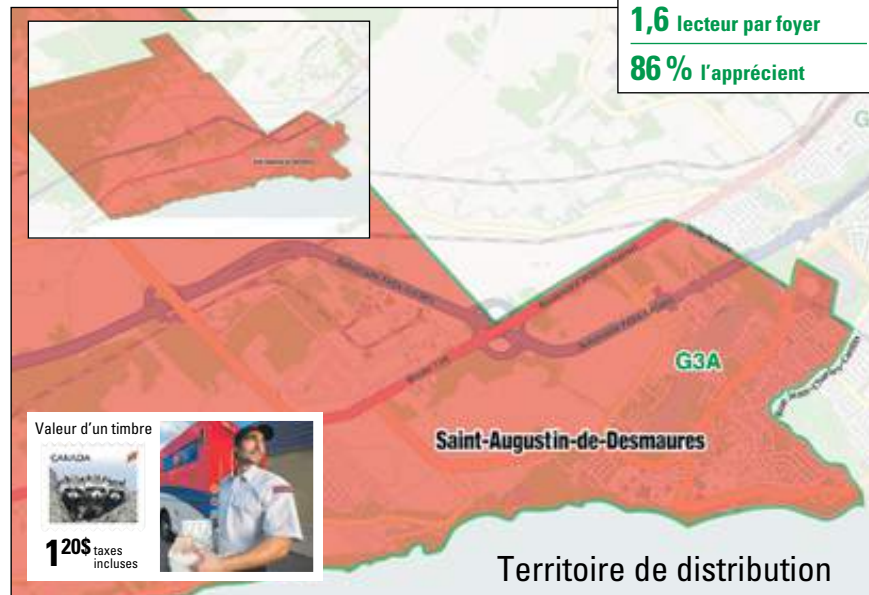 1,6 lecteur par foyer
86 % l'apprécient
G3A
Saint-Augustin-de-Desmaures
Valeur d'un timbre
CANADA
1 20$ taxes
incluses
Territoire de distribution